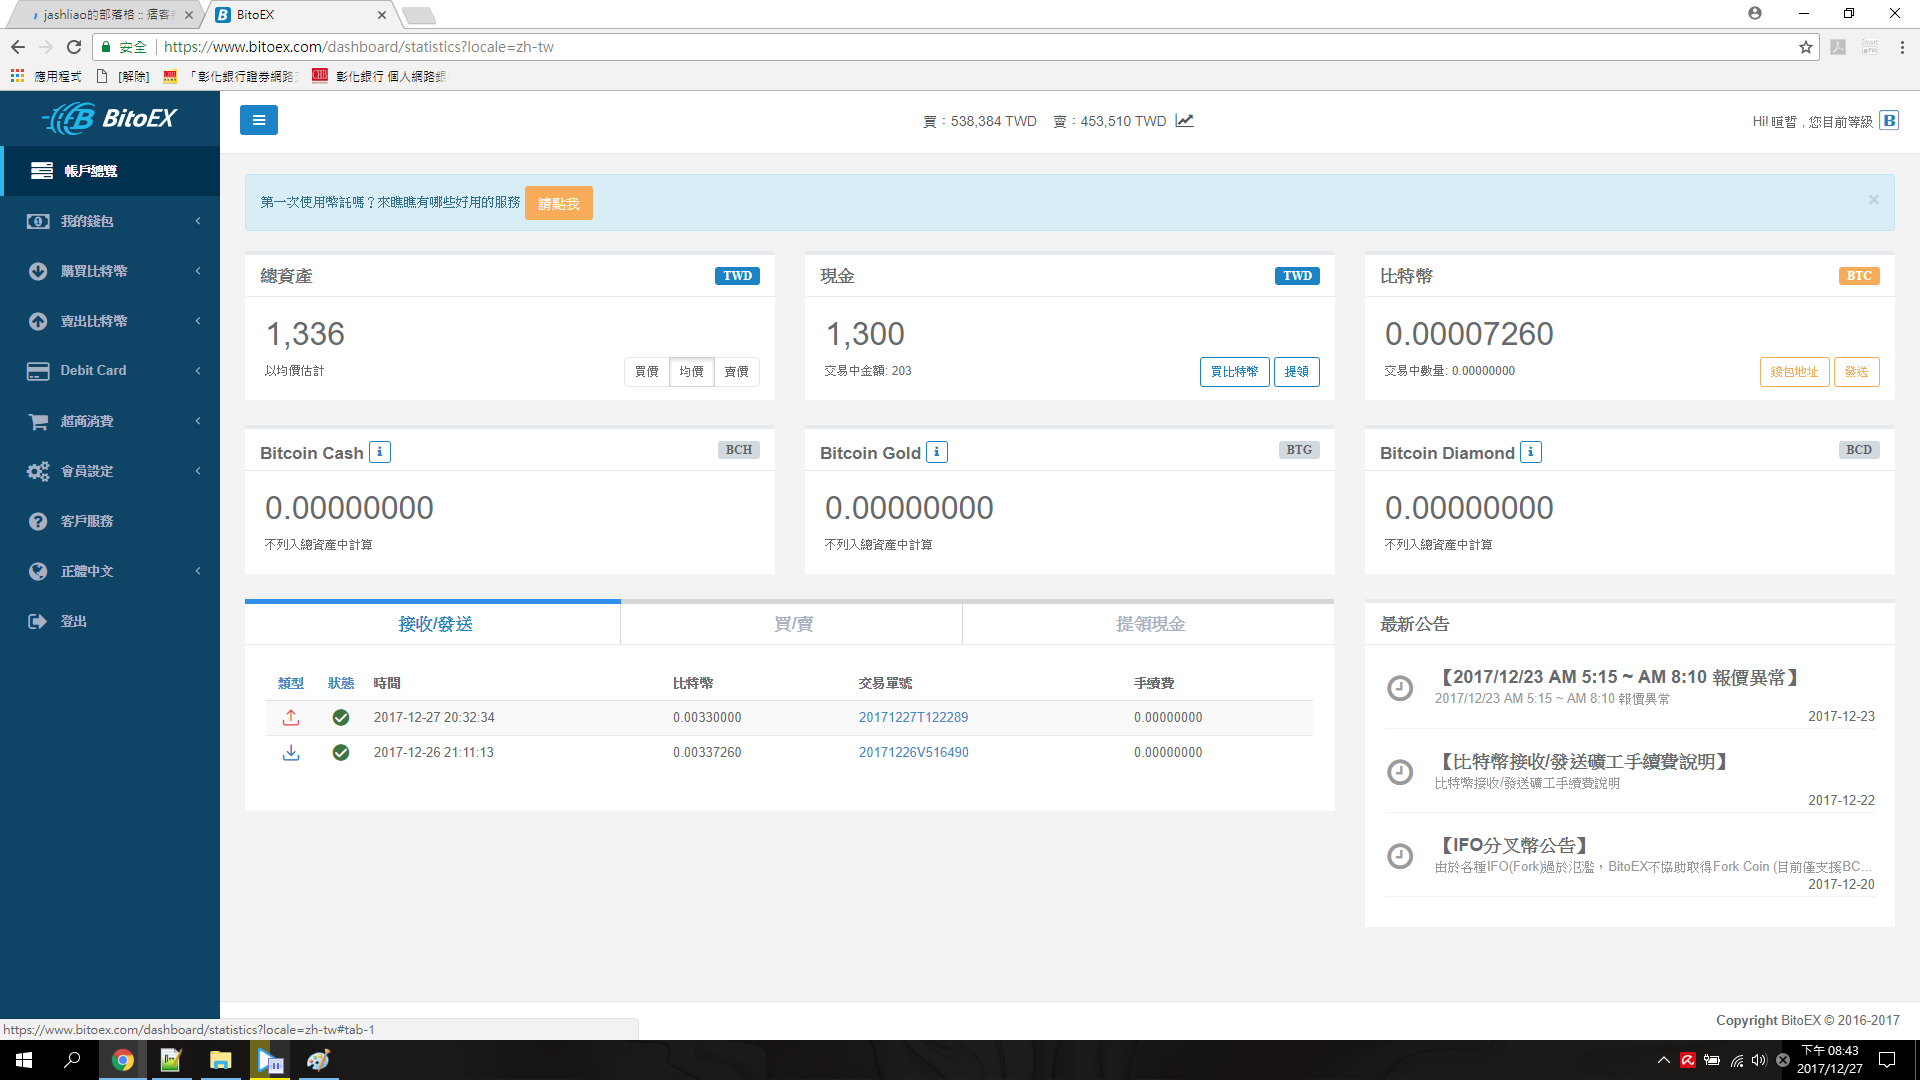 jashliao的部落格 :: 痞客
BitoEX
安全
https://www.bitoex.com/dashboard/statistics?locale=zh-tw
應用程式
[解除]
「彰化銀行證券網路
彰化銀行 個人網路銀
BitoEX
買：538,384 TWD 賣：453,510 TWD
Hi! 暄哲 , 您目前等級 B
帳戶總覽
我的錢包
購買比特幣
賣出比特幣
Debit Card
超商消費
會員設定
客戶服務
正體中文
登出
第一次使用幣託嗎？來瞧瞧有哪些好用的服務 請點我
×
總資產 TWD
1,336
以均價估計
買價 均價 賣價
現金 TWD
1,300
交易中金額: 203
買比特幣 提領
比特幣 BTC
0.00007260
交易中數量: 0.00000000
錢包地址 發送
Bitcoin Cash i BCH
0.00000000
不列入總資產中計算
Bitcoin Gold i BTG
0.00000000
不列入總資產中計算
Bitcoin Diamond i BCD
0.00000000
不列入總資產中計算
接收/發送 買/賣 提領現金
類型 狀態 時間 比特幣 交易單號 手續費
2017-12-27 20:32:34 0.00330000 20171227T122289 0.00000000
2017-12-26 21:11:13 0.00337260 20171226V516490 0.00000000
最新公告
【2017/12/23 AM 5:15 ~ AM 8:10 報價異常】
2017/12/23 AM 5:15 ~ AM 8:10 報價異常
2017-12-23
【比特幣接收/發送礦工手續費說明】
比特幣接收/發送礦工手續費說明
2017-12-22
【IFO分叉幣公告】
由於各種IFO(Fork)過於氾濫，BitoEX不協助取得Fork Coin (目前僅支援BC...
2017-12-20
Copyright BitoEX © 2016-2017
https://www.bitoex.com/dashboard/statistics?locale=zh-tw#tab-1
下午 08:43
2017/12/27